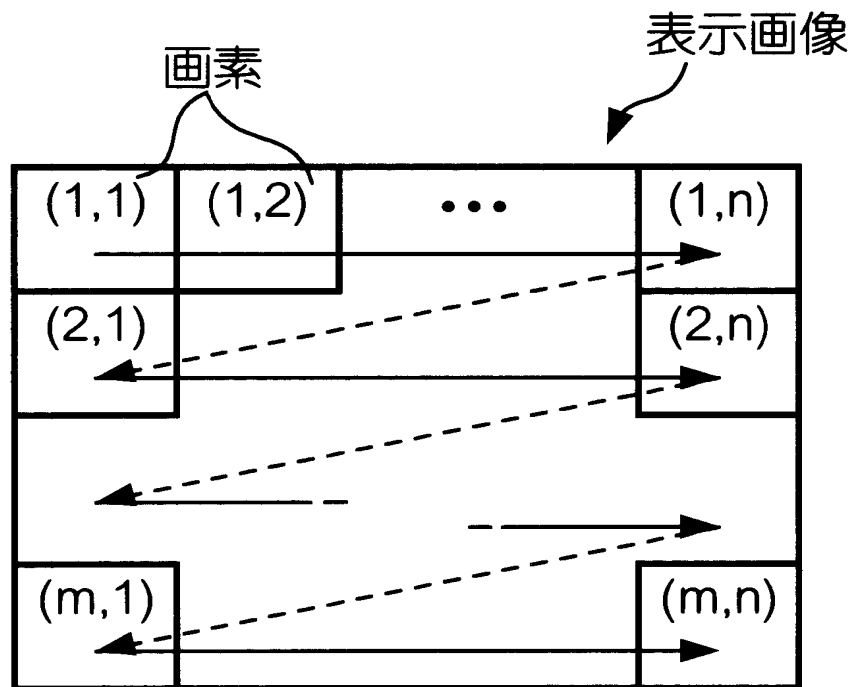 表示画像
画素
(1,1) (1,2) ••• (1,n)
(2,1) (2,n)
(m,1) (m,n)